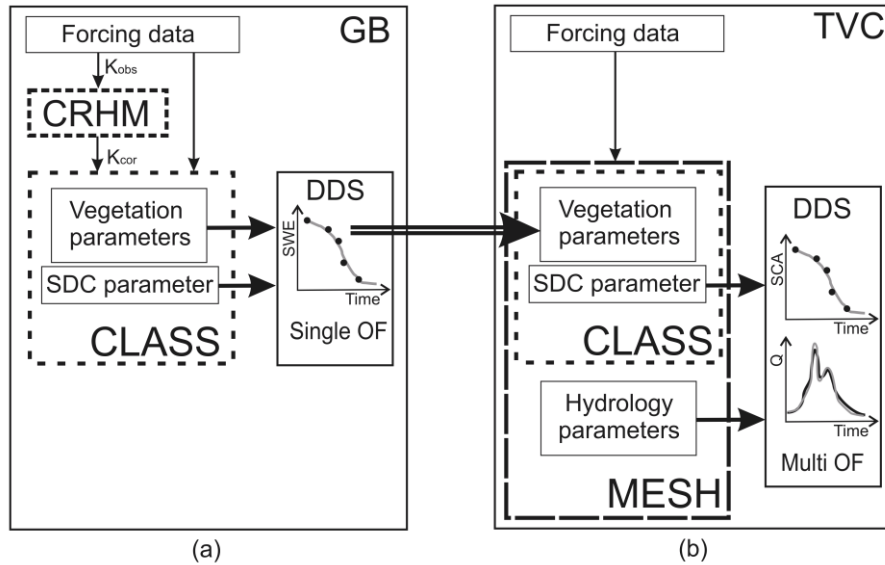 GB
Forcing data
Kobs
CRHM
Kcor
Vegetation
parameters
SDC parameter
CLASS
DDS
SWE
Time
Single OF
(a)
TVC
Forcing data
Vegetation
parameters
SDC parameter
CLASS
Hydrology
parameters
MESH
DDS
SCA
Time
Q
Time
Multi OF
(b)